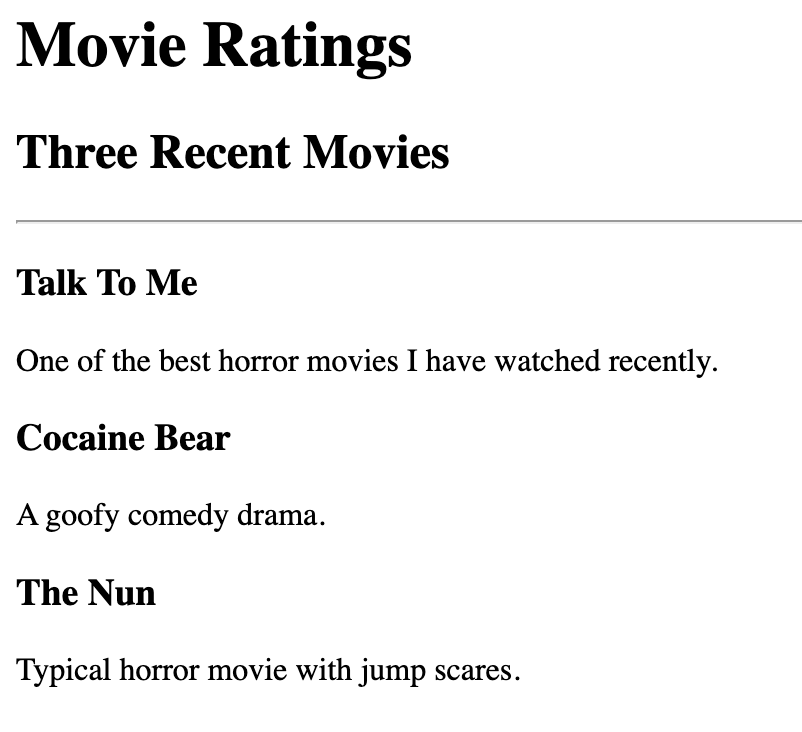 Movie Ratings
Three Recent Movies
Talk To Me
One of the best horror movies I have watched recently.
Cocaine Bear
A goofy comedy drama.
The Nun
Typical horror movie with jump scares.